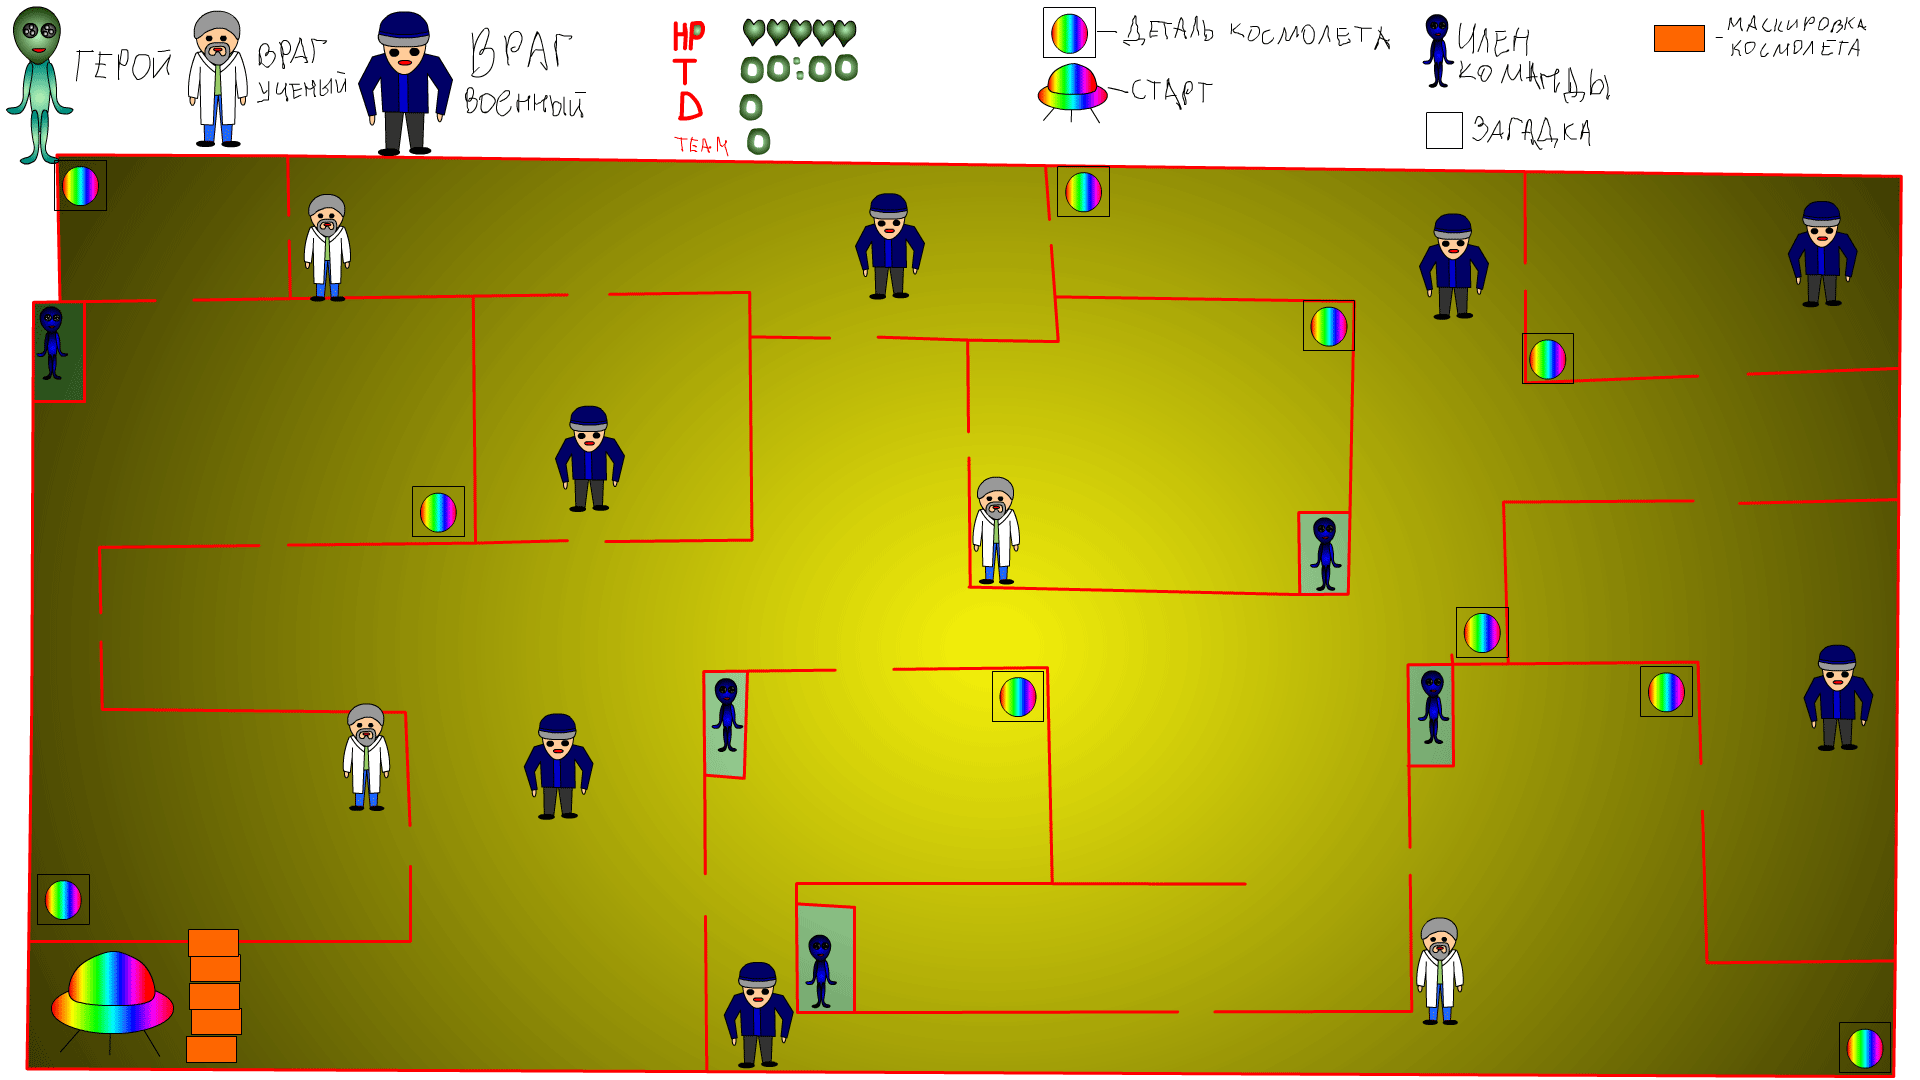 ГЕРОЙ
ВРАГ
УЧЕНЫЙ
ВРАГ
ВОЕННЫЙ
HP
T 00:00
D 0
TEAM 0
- ДЕТАЛЬ КОСМОЛЕТА
- СТАРТ
ЧЛЕН
КОМАНДЫ
ЗАГАДКА
- МАСКИРОВКА
КОСМОЛЕТА